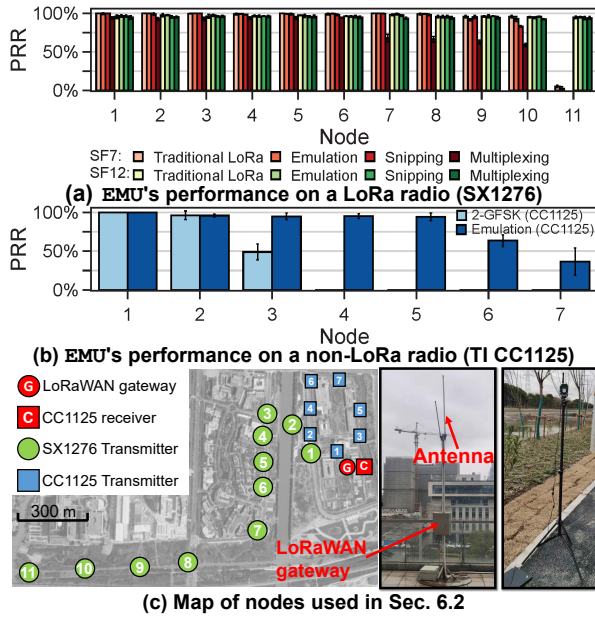 PRR
100%
50%
0%
1 2 3 4 5 6 7 8 9 10 11
Node
SF7: Traditional LoRa Emulation Snipping Multiplexing
SF12: Traditional LoRa Emulation Snipping Multiplexing
(a) EMU's performance on a LoRa radio (SX1276)
PRR
100%
50%
0%
2-GFSK (CC1125)
Emulation (CC1125)
1 2 3 4 5 6 7
Node
(b) EMU's performance on a non-LoRa radio (TI CC1125)
G LoRaWAN gateway
C CC1125 receiver
SX1276 Transmitter
CC1125 Transmitter
300 m
6 7
3 4 5
2 2
4 1 3
5 1 G C
6
7
11 10 9 8
Antenna
LoRaWAN
gateway
(c) Map of nodes used in Sec. 6.2